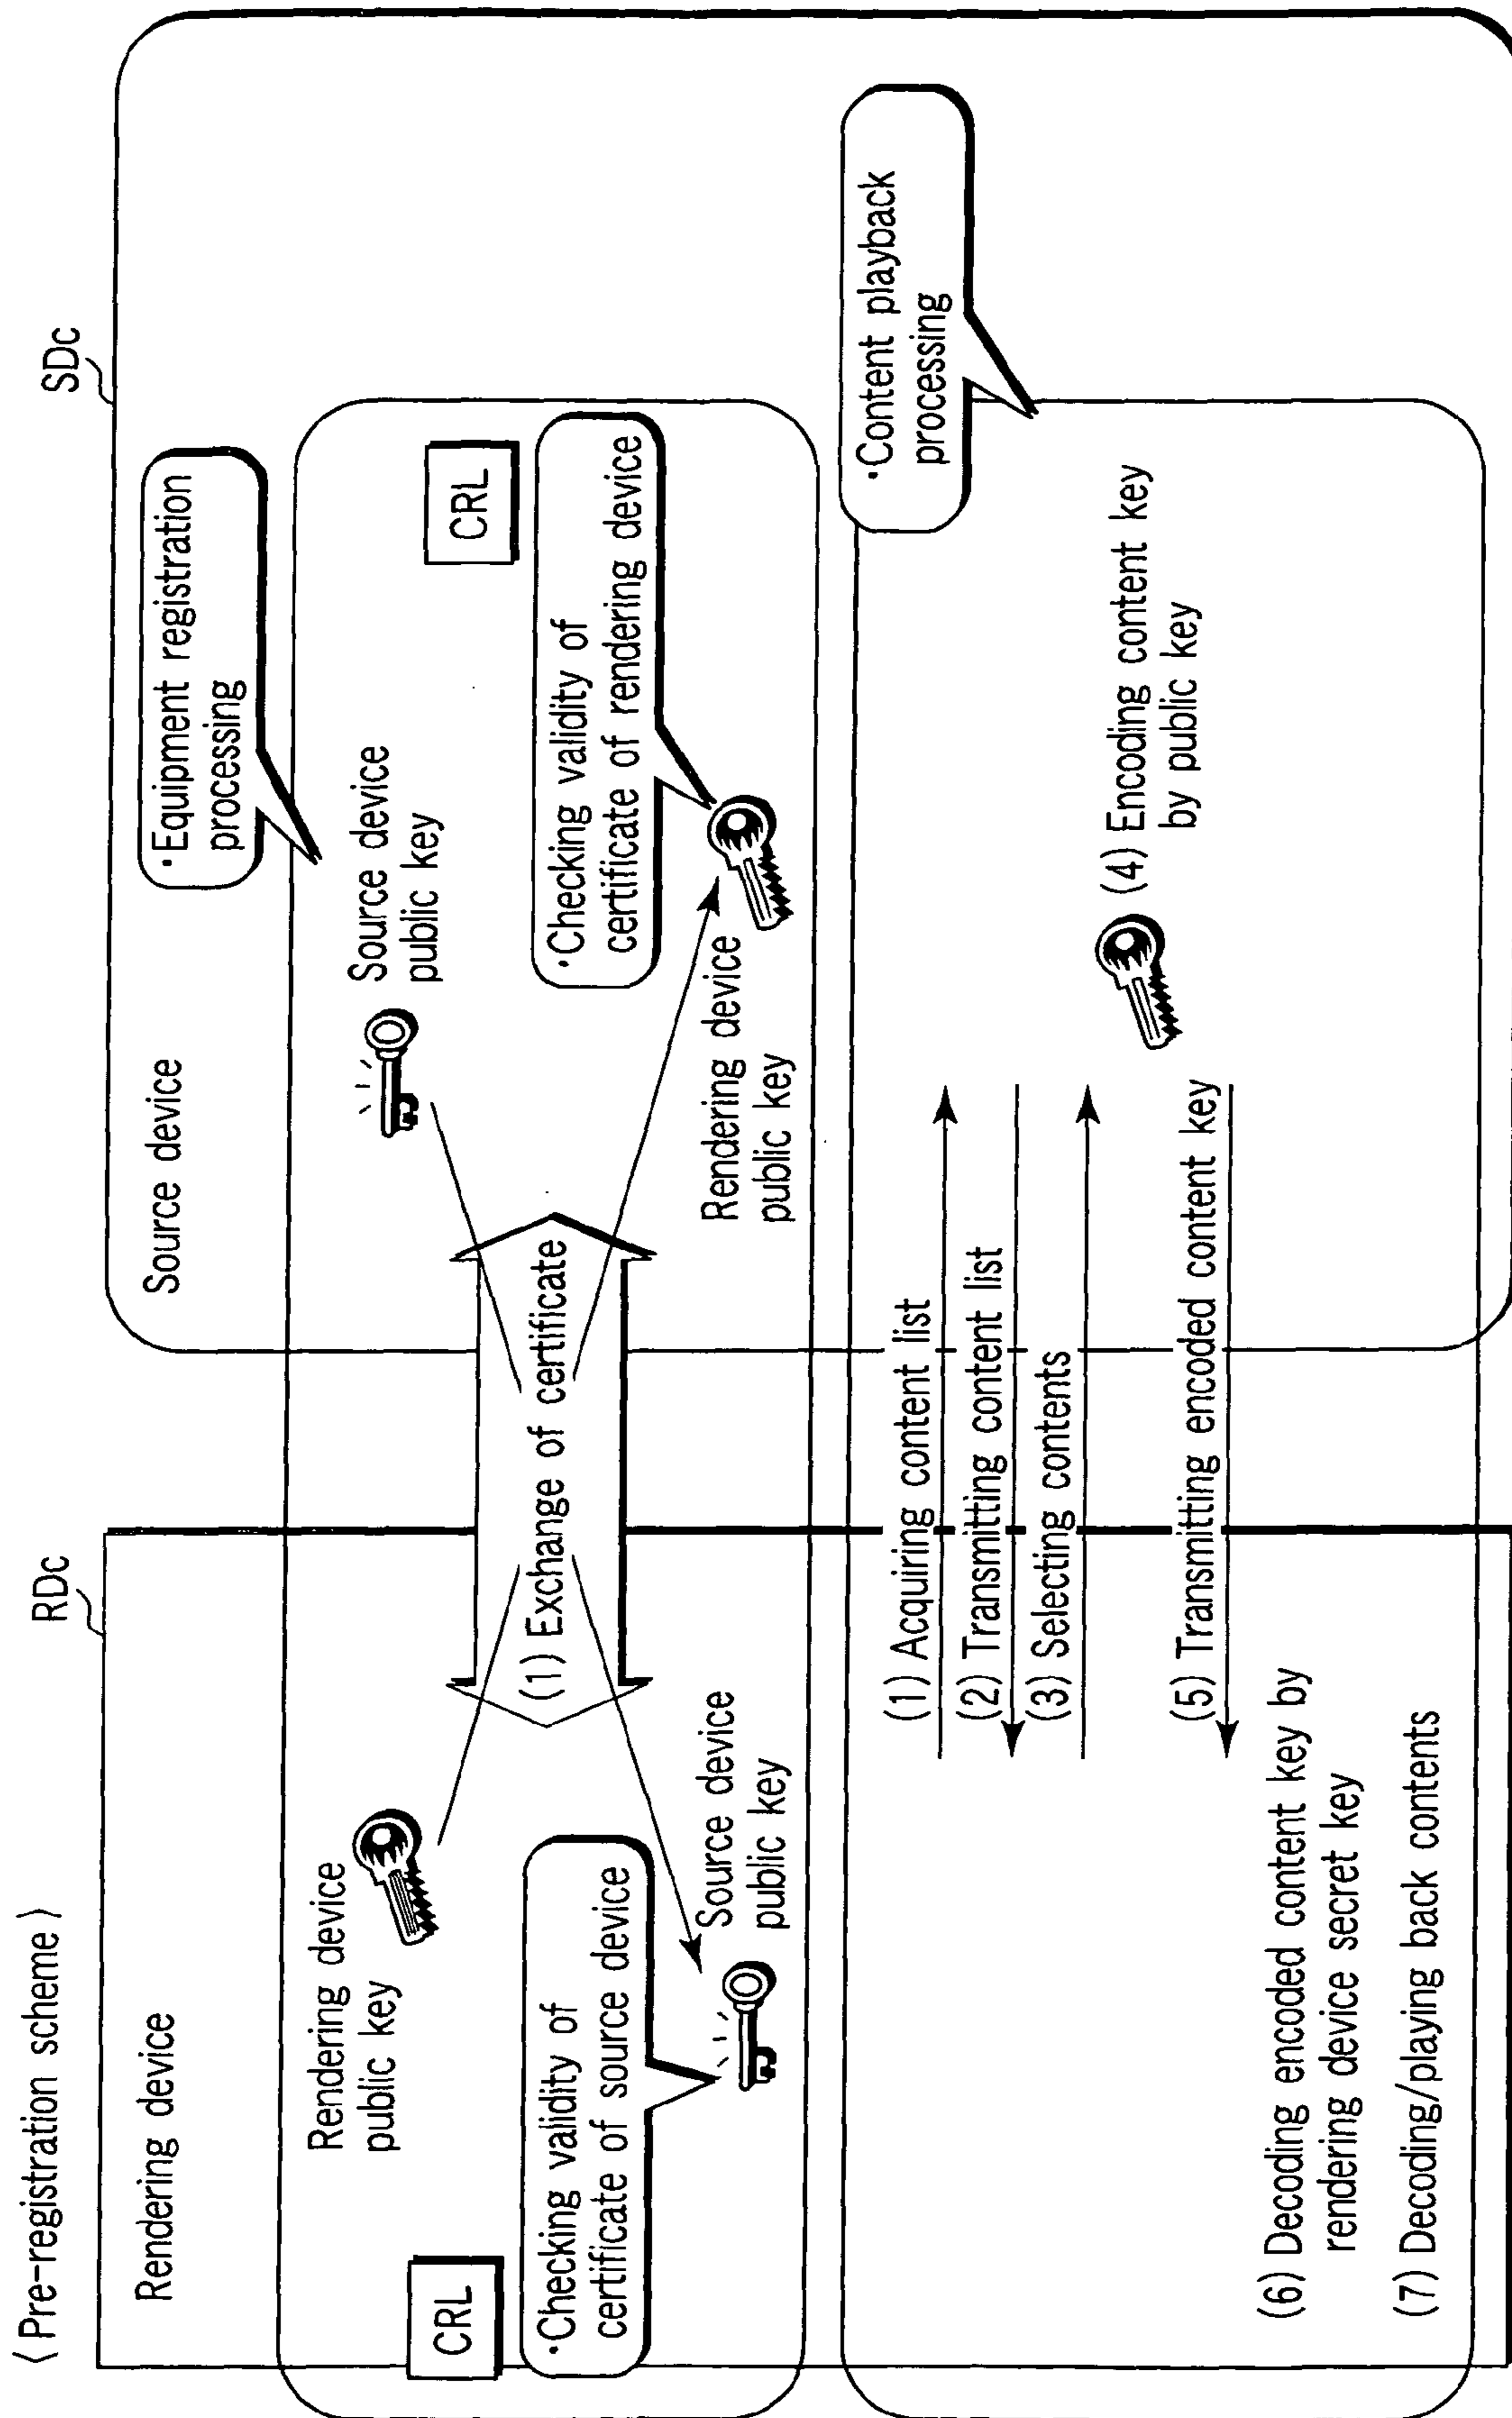 〈Pre-registration scheme〉
RDc
SDc
Rendering device
Source device
·Equipment registration
processing
Rendering device
public key
Source device
public key
CRL
CRL
(1) Exchange of certificate
·Checking validity of
certificate of source device
·Checking validity of
certificate of rendering device
Source device
public key
Rendering device
public key
·Content playback
processing
(1) Acquiring content list
(2) Transmitting content list
(3) Selecting contents
(4) Encoding content key
by public key
(5) Transmitting encoded content key
(6) Decoding encoded content key by
rendering device secret key
(7) Decoding/playing back contents